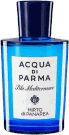 ACQUA
DI
PARMA
Blu Mediterraneo
MIRTO
DI PANAREA